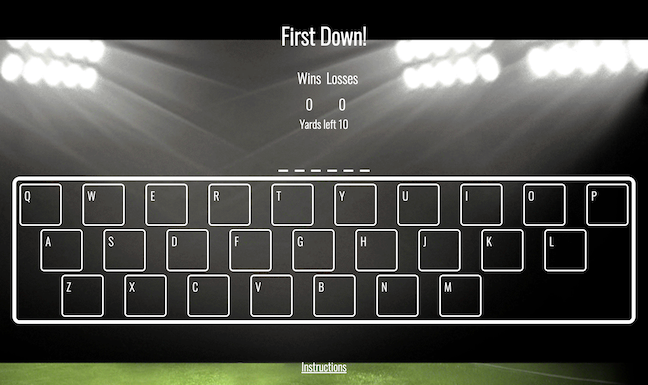 First Down!
Wins Losses
0 0
Yards left 10
_ _ _ _ _ _
Q W E R T Y U I O P
A S D F G H J K L
Z X C V B N M
Instructions